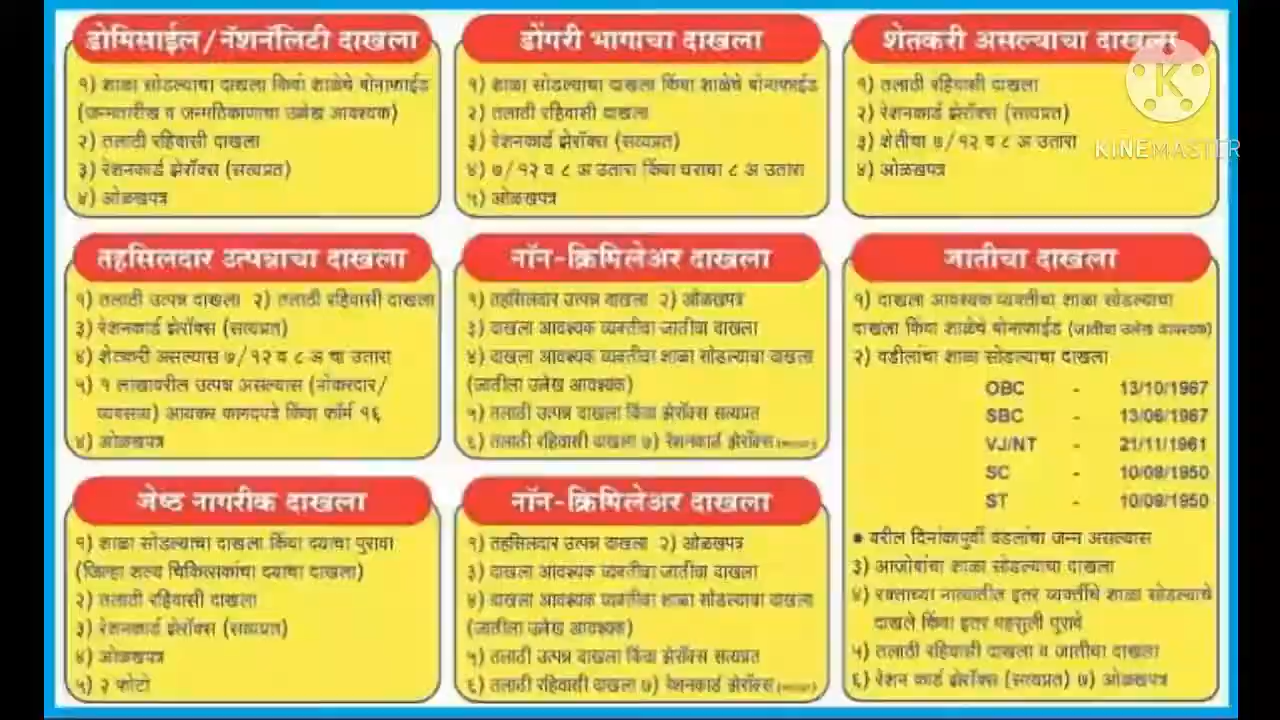 डोमिसाईल/नॅशनॅलिटी दाखला
१) शाळा सोडल्याचा दाखला किंवा शाळेचे बोनाफाईड
(जन्मतारीख व जन्मठिकाणाचा उल्लेख आवश्यक)
२) तलाठी रहिवासी दाखला
३) रेशनकार्ड झेरॉक्स (सत्यप्रत)
४) ओळखपत्र
डोंगरी भागाचा दाखला
१) शाळा सोडल्याचा दाखला किंवा शाळेचे बोनाफाईड
२) तलाठी रहिवासी दाखला
३) रेशनकार्ड झेरॉक्स (सत्यप्रत)
४) ७/१२ व ८ अ उतारा किंवा घराचा ८ अ उतारा
५) ओळखपत्र
शेतकरी असल्याचा दाखला
१) तलाठी रहिवासी दाखला
२) रेशनकार्ड झेरॉक्स (सत्यप्रत)
३) शेतीचा ७/१२ व ८ अ उतारा
४) ओळखपत्र
K
KINEMASTER
तहसिलदार उत्पन्नाचा दाखला
१) तलाठी उत्पन्न दाखला २) तलाठी रहिवासी दाखला
३) रेशनकार्ड झेरॉक्स (सत्यप्रत)
४) शेतकरी असल्यास ७/१२ व ८ अ चा उतारा
५) १ लाखावरील उत्पन्न असल्यास (नोकरदार/
व्यवसाय) आयकर कागदपत्रे किंवा फॉर्म १६
४) ओळखपत्र
नॉन-क्रिमिलेअर दाखला
१) तहसिलदार उत्पन्न दाखला २) ओळखपत्र
३) दाखला आवश्यक व्यक्तीचा जातीचा दाखला
४) दाखला आवश्यक व्यक्तीचा शाळा सोडल्याचा दाखला
(जातीला उल्लेख आवश्यक)
५) तलाठी उत्पन्न दाखला किंवा झेरॉक्स सत्यप्रत
६) तलाठी रहिवासी दाखला ७) रेशनकार्ड झेरॉक्स
जातीचा दाखला
१) दाखला आवश्यक व्यक्तीचा शाळा सोडल्याचा
दाखला किंवा शाळेचे बोनाफाईड (जातीचा उल्लेख आवश्यक)
२) वडीलांचा शाळा सोडल्याचा दाखला
OBC - 13/10/1967
SBC - 13/06/1967
VJ/NT - 21/11/1961
SC - 10/08/1950
ST - 10/09/1950
● वरील दिनांकापुर्वी वडलांचा जन्म असल्यास
३) आजोबांचा शाळा सोडल्याचा दाखला
४) रक्ताच्या नात्यातील इतर व्यक्तींचे शाळा सोडल्याचे
दाखले किंवा इतर महसुली पुरावे
५) तलाठी रहिवासी दाखला व जातीचा दाखला
६) रेशन कार्ड झेरॉक्स (सत्यप्रत) ७) ओळखपत्र
जेष्ठ नागरीक दाखला
१) शाळा सोडल्याचा दाखला किंवा वयाचा पुरावा
(जिल्हा शल्य चिकित्सकांचा वयाचा दाखला)
२) तलाठी रहिवासी दाखला
३) रेशनकार्ड झेरॉक्स (सत्यप्रत)
४) ओळखपत्र
५) २ फोटो
नॉन-क्रिमिलेअर दाखला
१) तहसिलदार उत्पन्न दाखला २) ओळखपत्र
३) दाखला आवश्यक व्यक्तीचा जातीचा दाखला
४) दाखला आवश्यक व्यक्तीचा शाळा सोडल्याचा दाखला
(जातीला उल्लेख आवश्यक)
५) तलाठी उत्पन्न दाखला किंवा झेरॉक्स सत्यप्रत
६) तलाठी रहिवासी दाखला ७) रेशनकार्ड झेरॉक्स